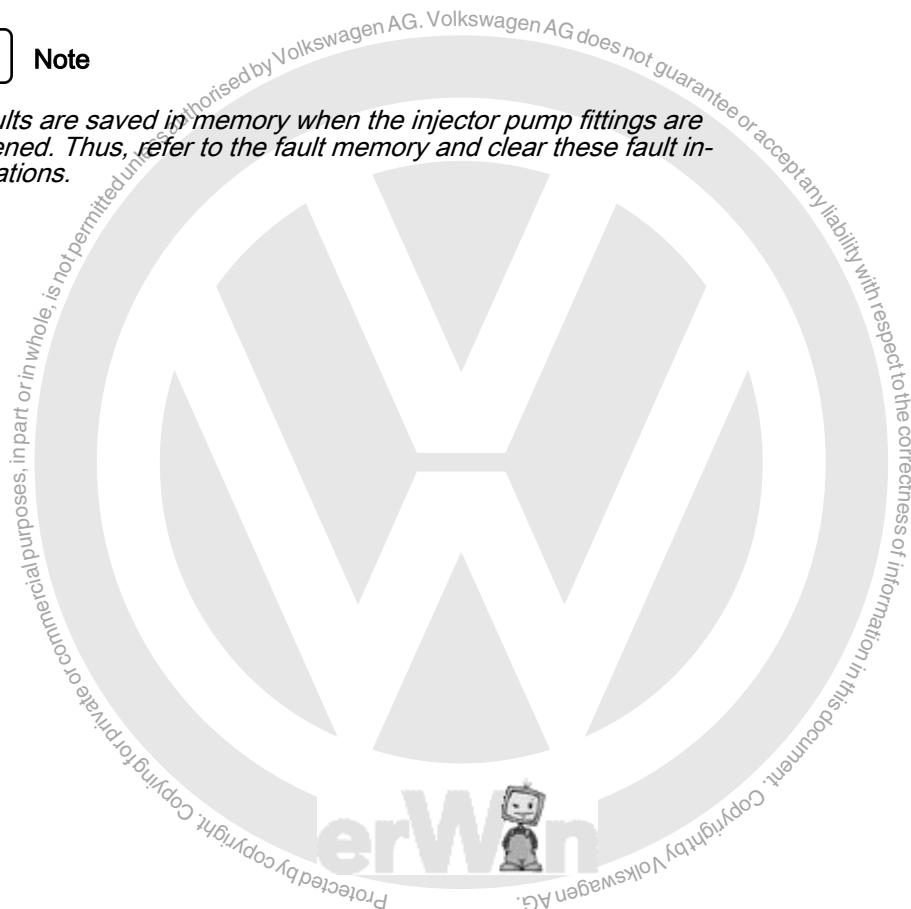 Note
ults are saved in memory when the injector pump fittings are
ened. Thus, refer to the fault memory and clear these fault in-
ations.
Protected by copyright. Copying for private or commercial purposes, in part or in whole, is not permitted unless authorised by Volkswagen AG. Volkswagen AG does not guarantee or accept any liability with respect to the correctness of information in this document. Copyright by Volkswagen AG.
erWin